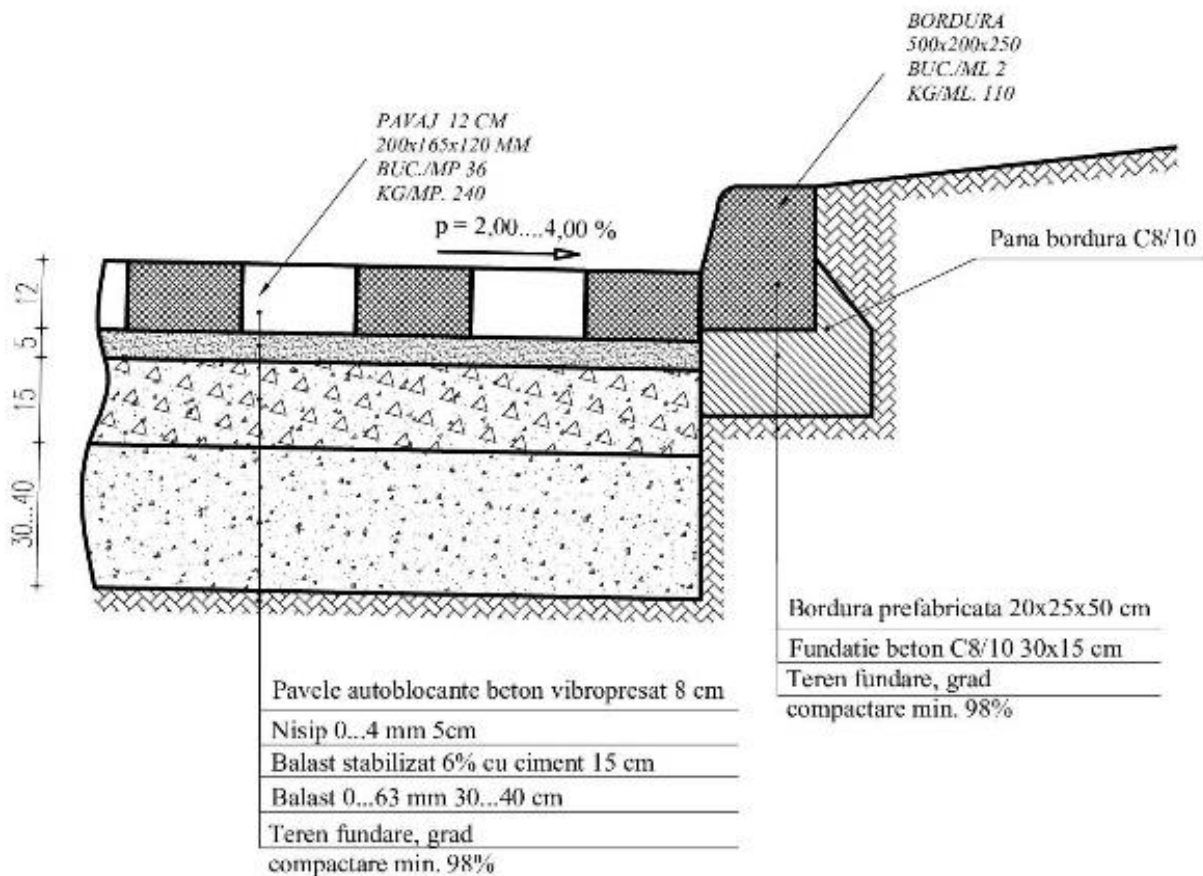 BORDURA
500x200x250
BUC./ML 2
KG/ML. 110
PAVAJ 12 CM
200x165x120 MM
BUC./MP 36
KG/MP. 240
p = 2,00....4,00 %
Pana bordura C8/10
12
5
15
30...40
Bordura prefabricata 20x25x50 cm
Fundatie beton C8/10 30x15 cm
Teren fundare, grad
compactare min. 98%
Pavele autoblocante beton vibropresat 8 cm
Nisip 0...4 mm 5cm
Balast stabilizat 6% cu ciment 15 cm
Balast 0...63 mm 30...40 cm
Teren fundare, grad
compactare min. 98%